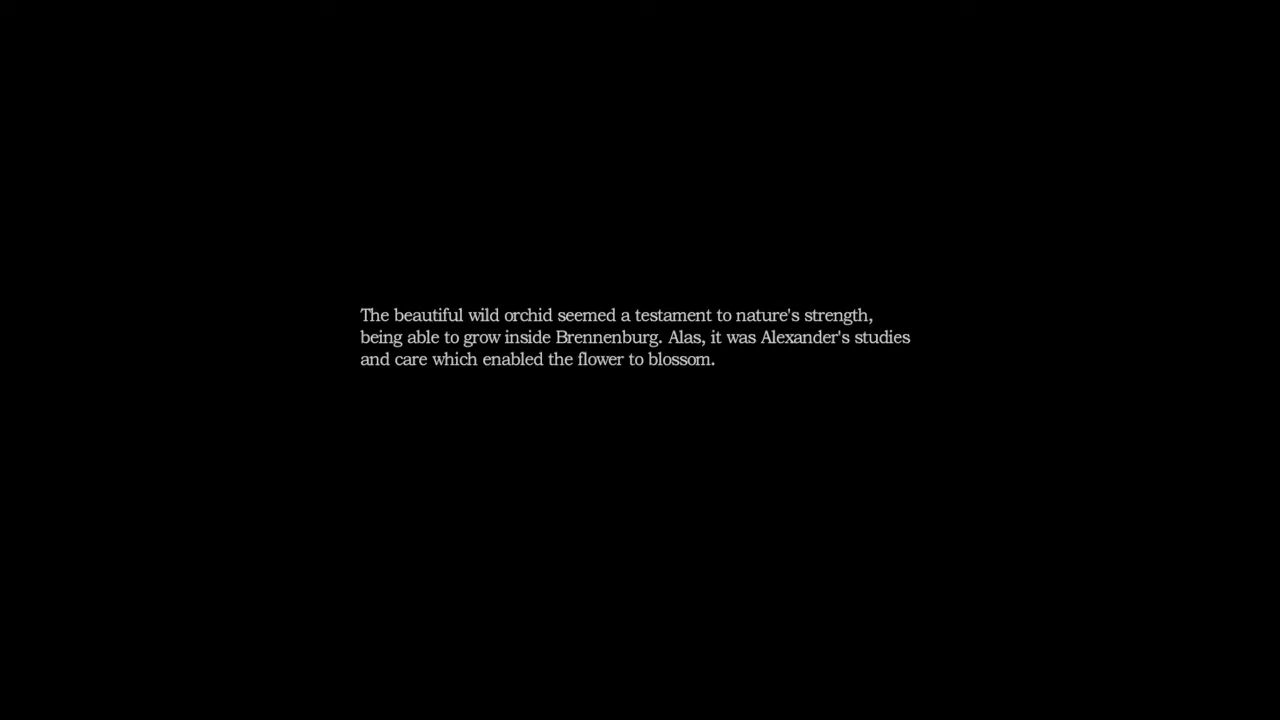 The beautiful wild orchid seemed a testament to nature's strength,
being able to grow inside Brennenburg. Alas, it was Alexander's studies
and care which enabled the flower to blossom.